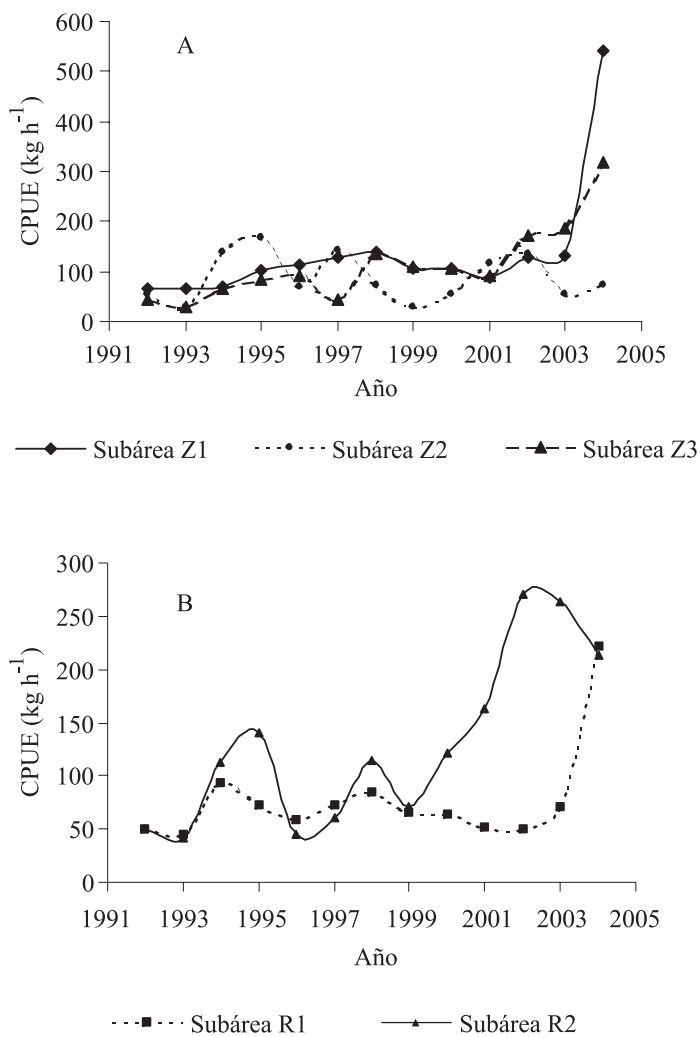 600
A
500
400
300
200
100
0
CPUE (kg h⁻¹)
1991 1993 1995 1997 1999 2001 2003 2005
Año
Subárea Z1 Subárea Z2 Subárea Z3
300
B
250
200
150
100
50
0
CPUE (kg h⁻¹)
1991 1993 1995 1997 1999 2001 2003 2005
Año
Subárea R1 Subárea R2